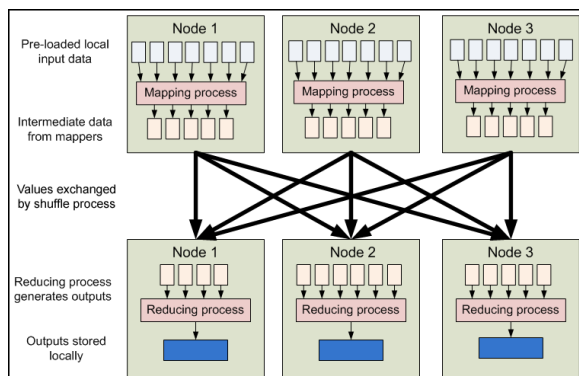 Node 1
Node 2
Node 3
Pre-loaded local
input data
Mapping process
Mapping process
Mapping process
Intermediate data
from mappers
Values exchanged
by shuffle process
Node 1
Node 2
Node 3
Reducing process
generates outputs
Reducing process
Reducing process
Reducing process
Outputs stored
locally